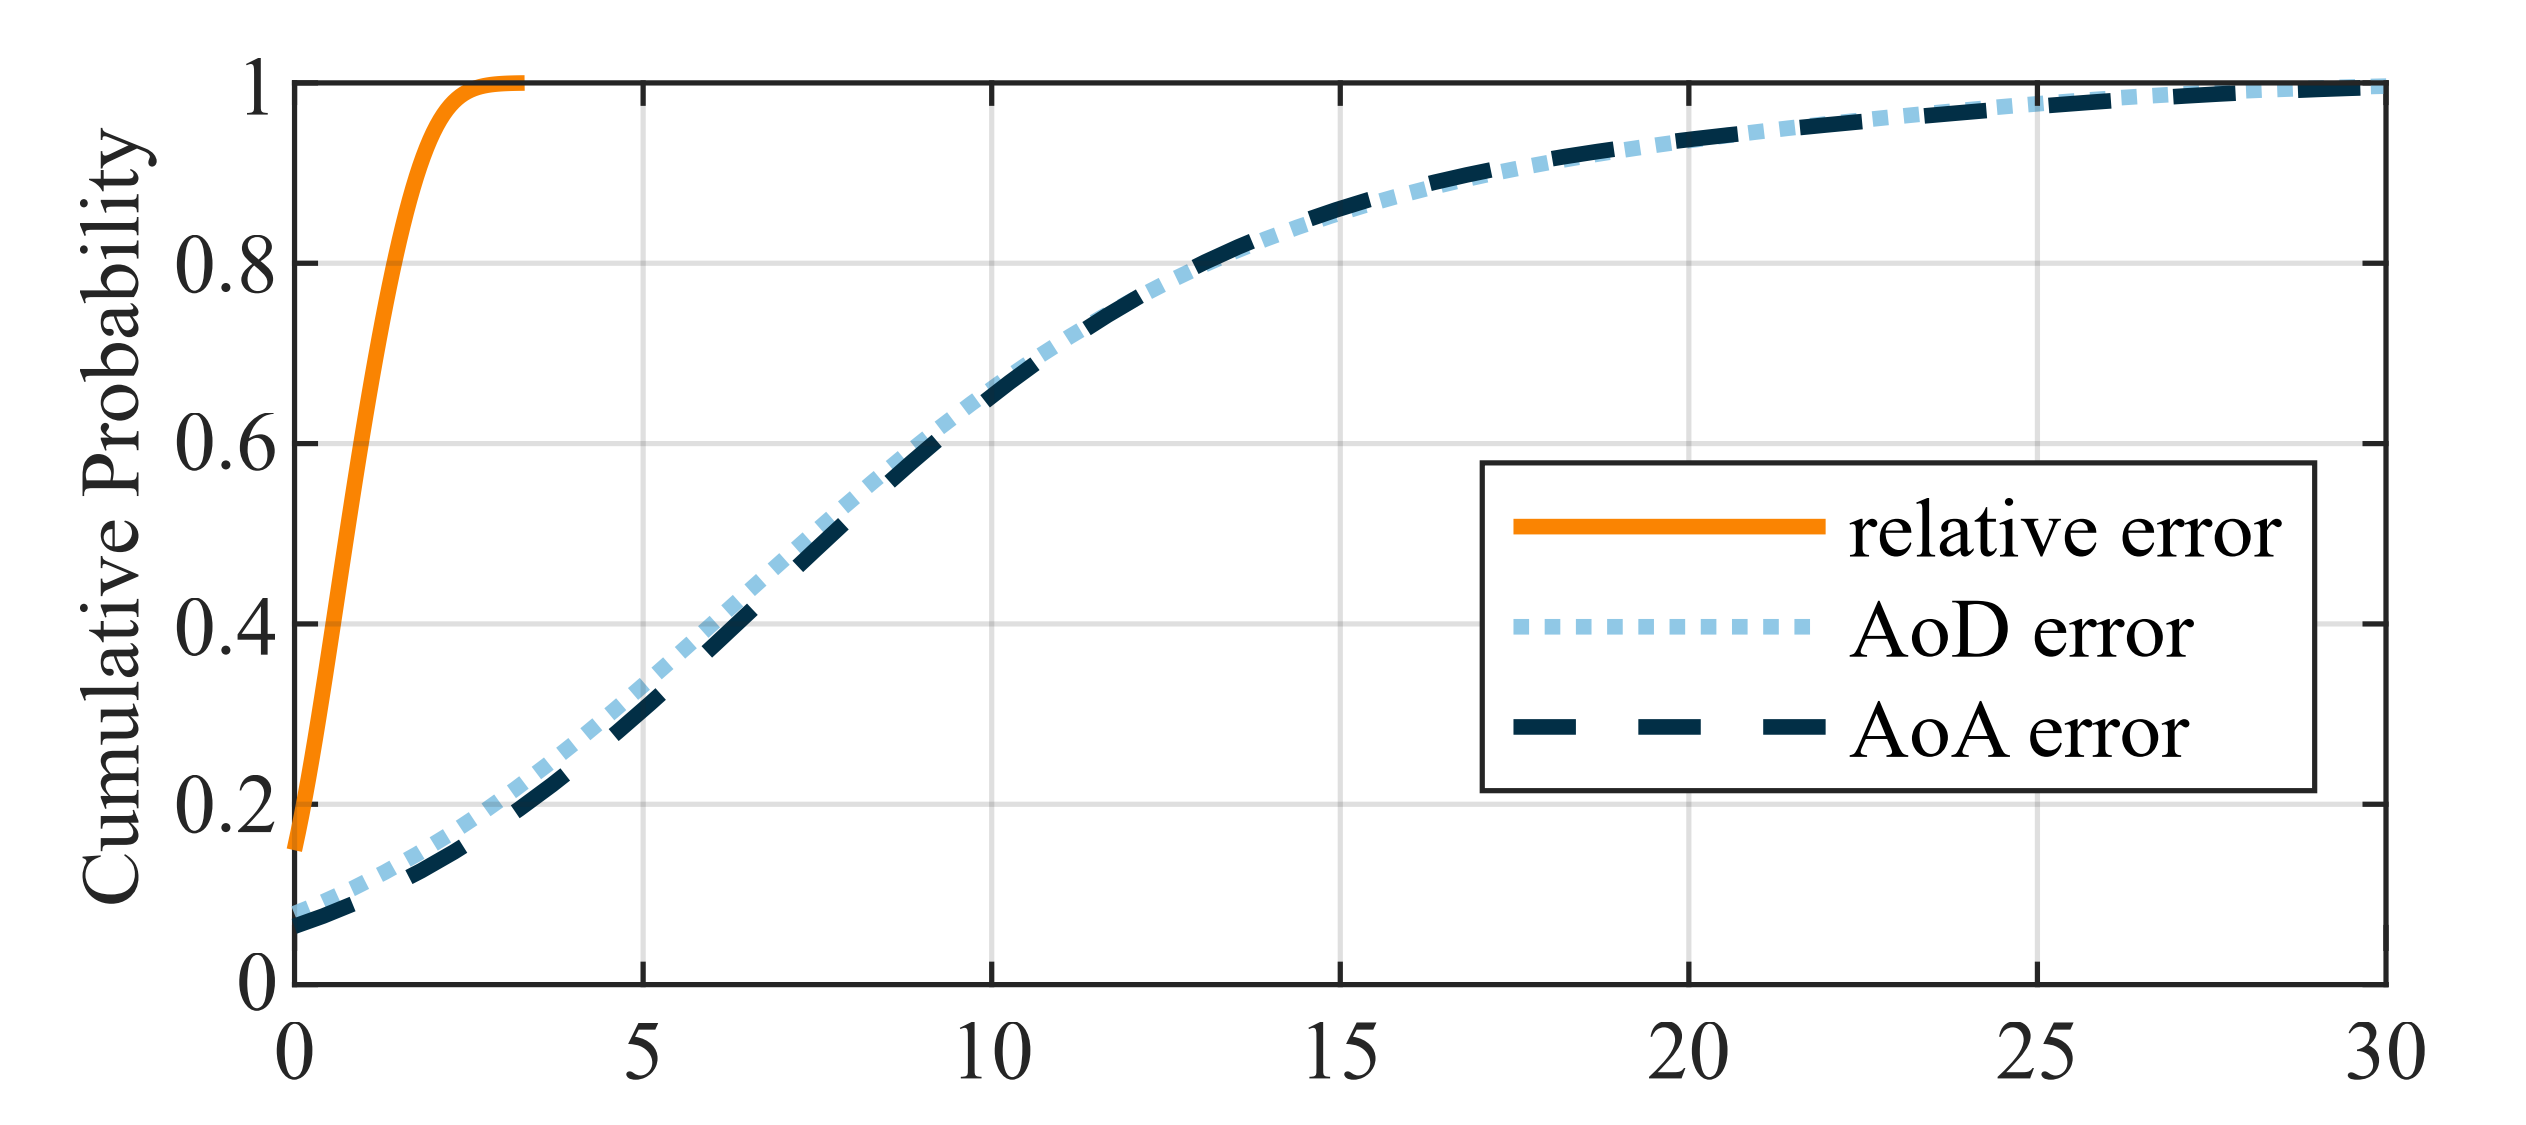 Cumulative Probability
1
0.8
0.6
0.4
0.2
0
0 5 10 15 20 25 30
relative error
AoD error
AoA error